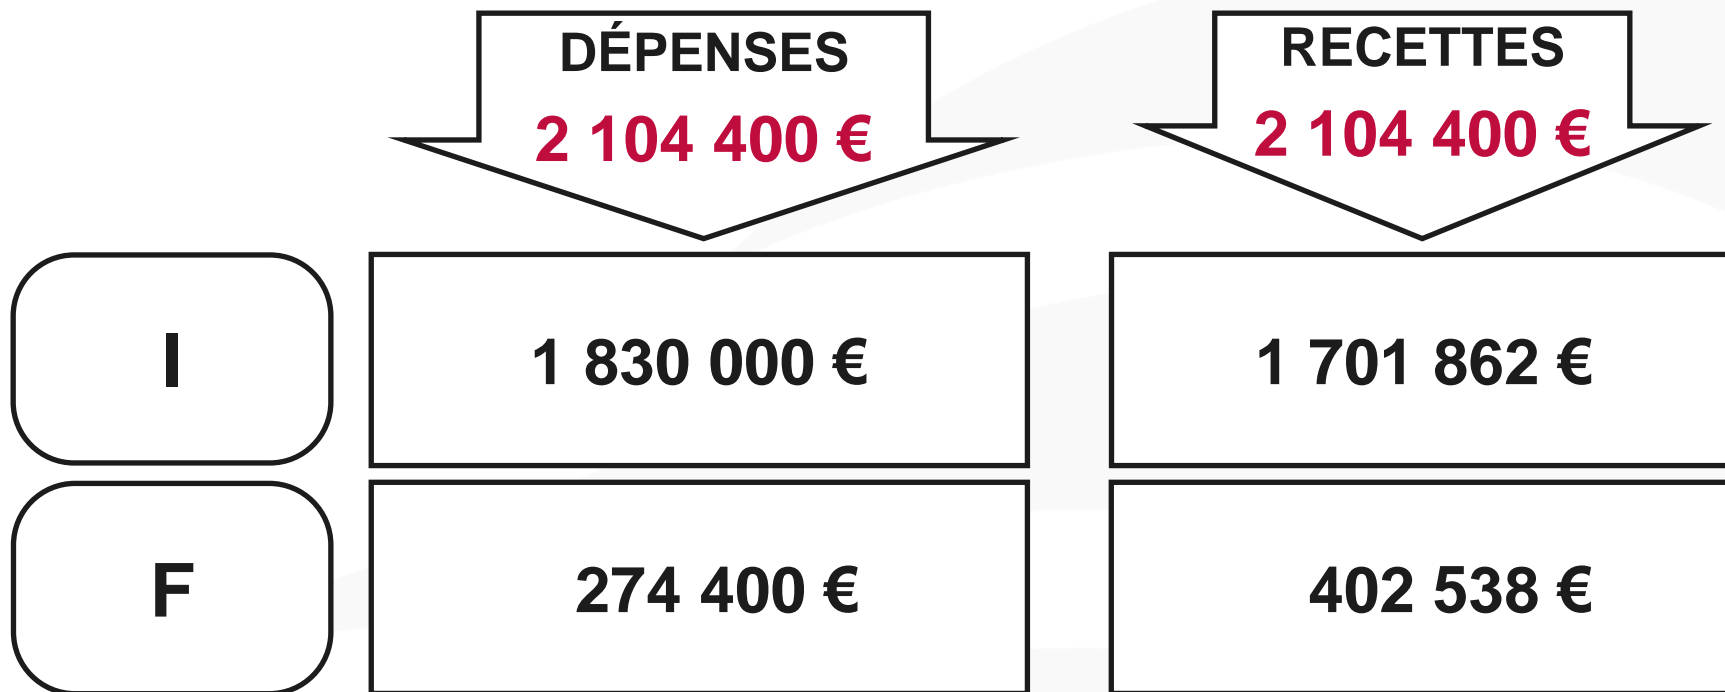 DÉPENSES
2 104 400 €
RECETTES
2 104 400 €
I
1 830 000 €
1 701 862 €
F
274 400 €
402 538 €